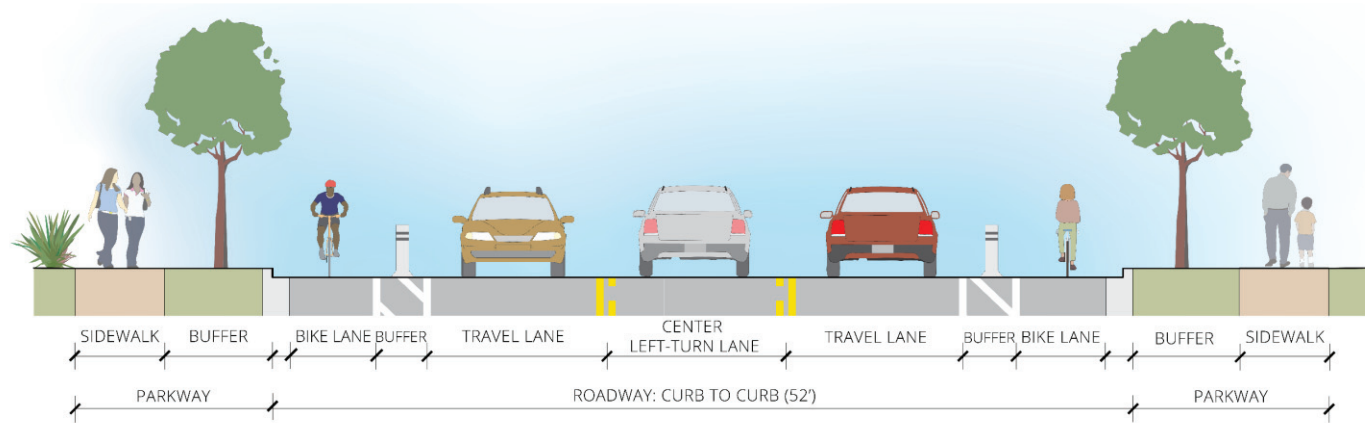 SIDEWALK
BUFFER
BIKE LANE
BUFFER
TRAVEL LANE
CENTER
LEFT-TURN LANE
TRAVEL LANE
BUFFER
BIKE LANE
BUFFER
SIDEWALK
PARKWAY
ROADWAY: CURB TO CURB (52')
PARKWAY